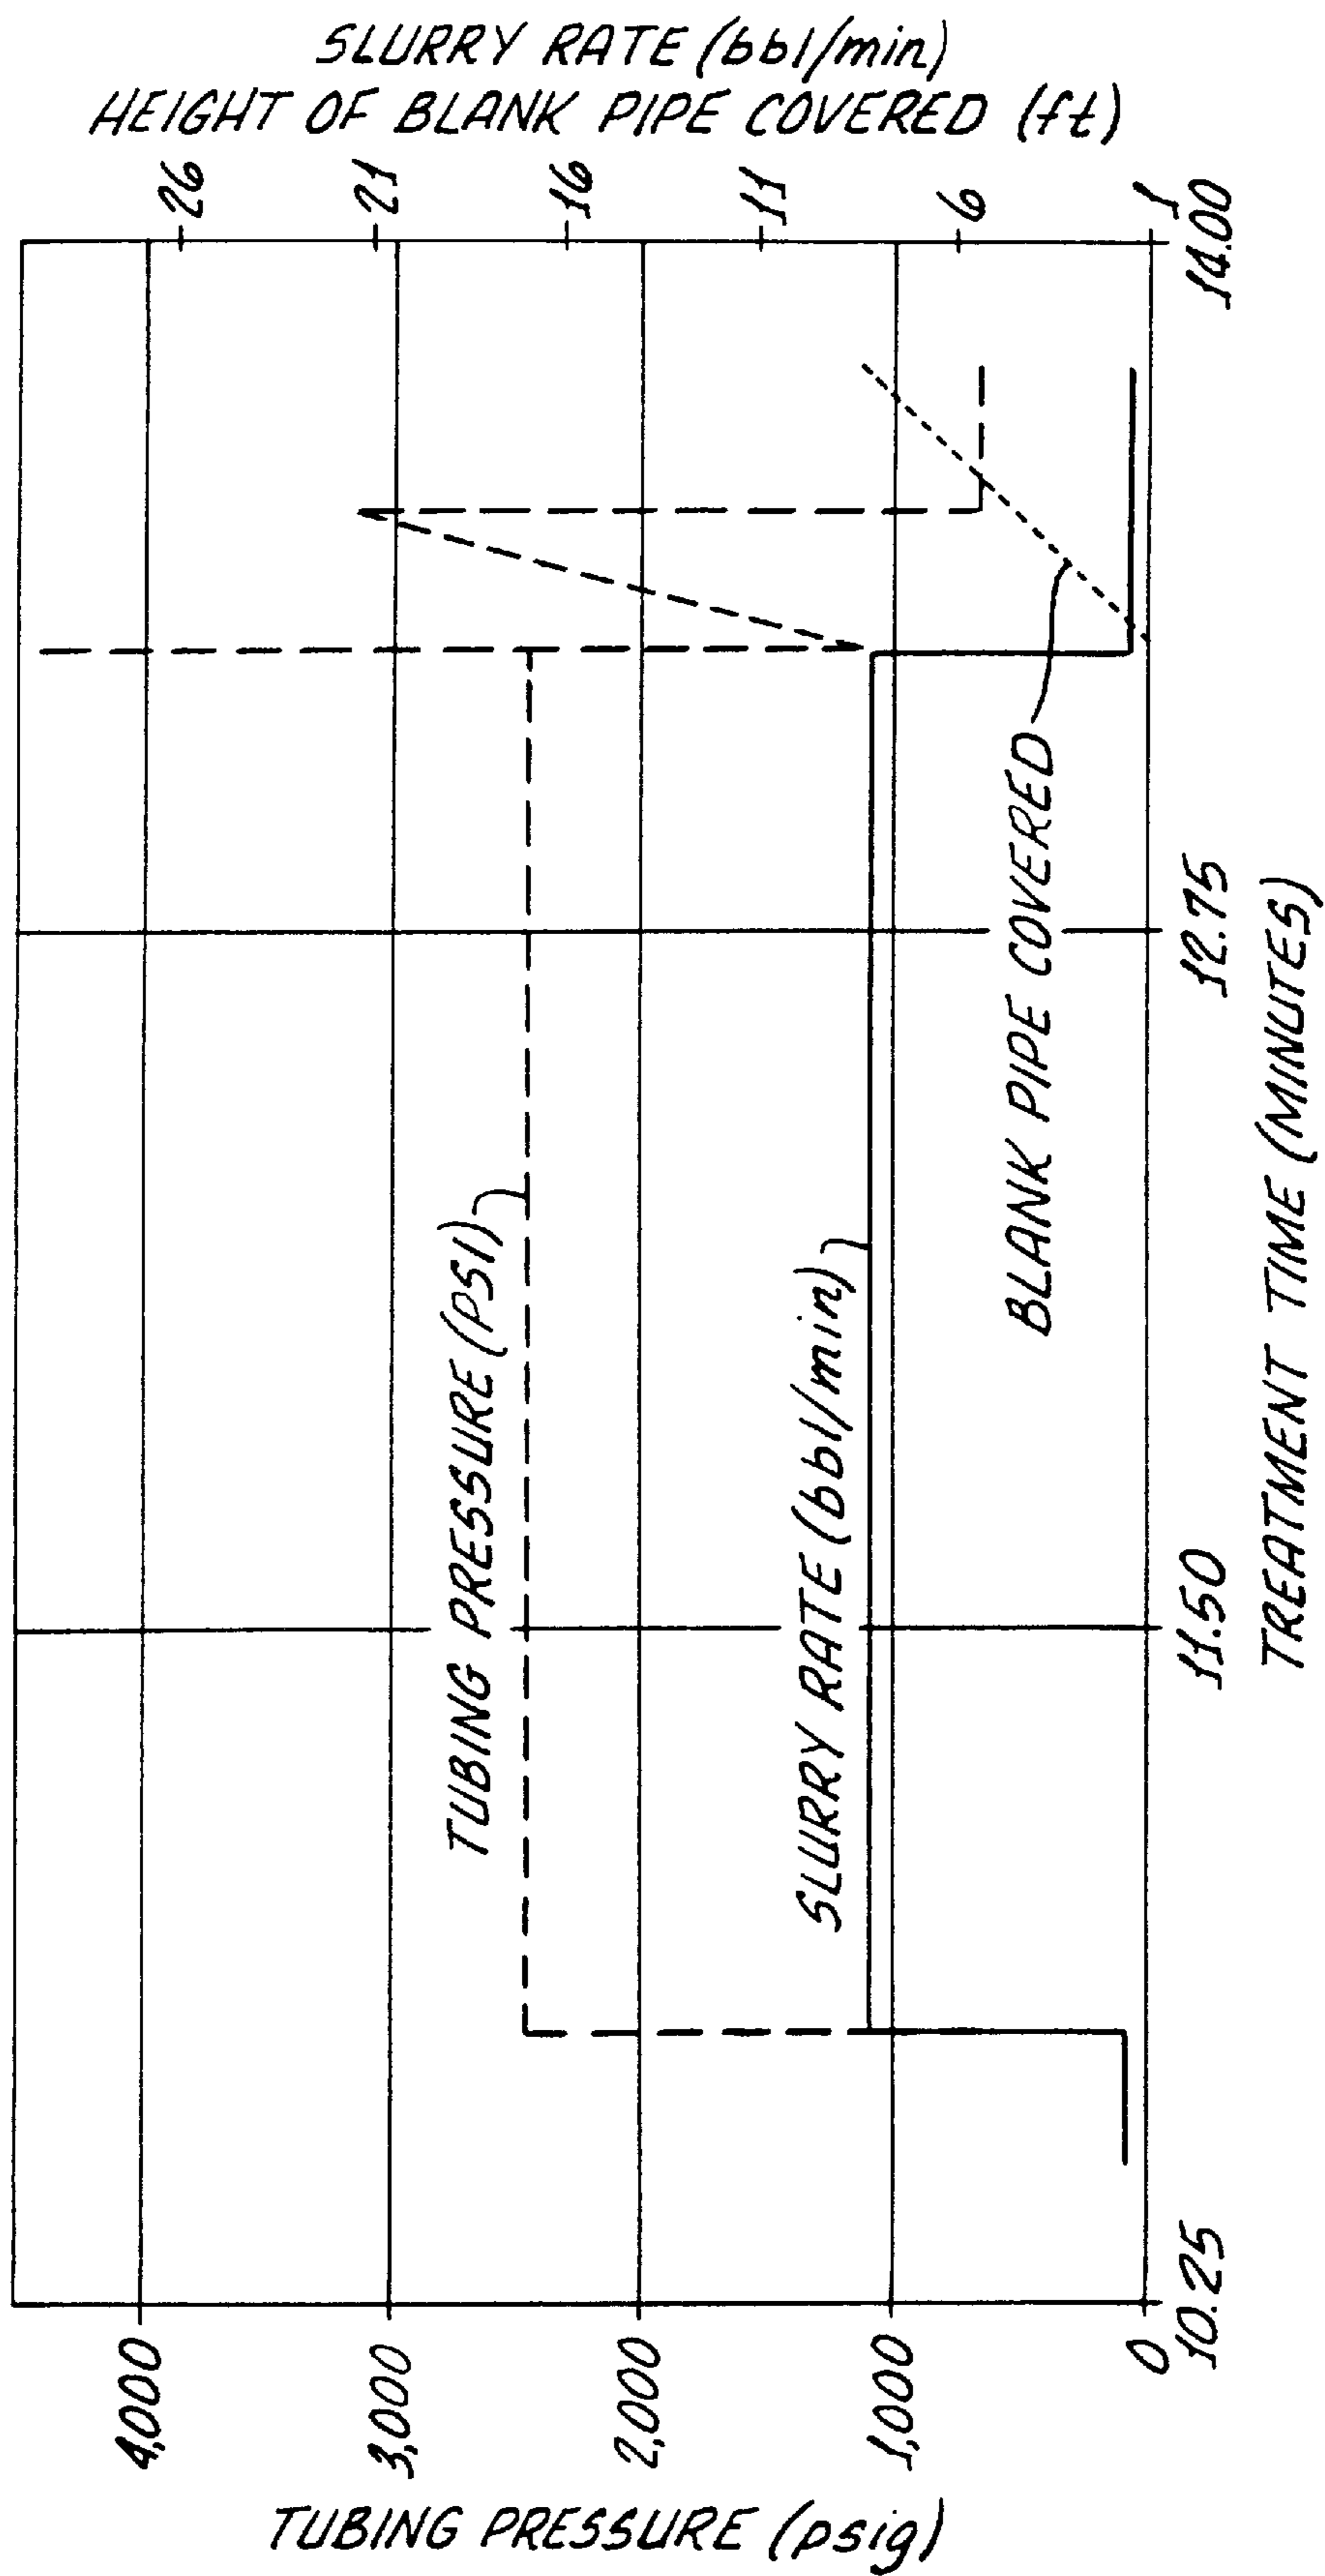 TUBING PRESSURE (psig)
4,000
3,000
2,000
1,000
0
TUBING PRESSURE (PSI)
SLURRY RATE (bbl/min)
BLANK PIPE COVERED
10.25
11.50
12.75
14.00
TREATMENT TIME (MINUTES)
26
21
16
11
6
1
SLURRY RATE (bbl/min)
HEIGHT OF BLANK PIPE COVERED (ft)